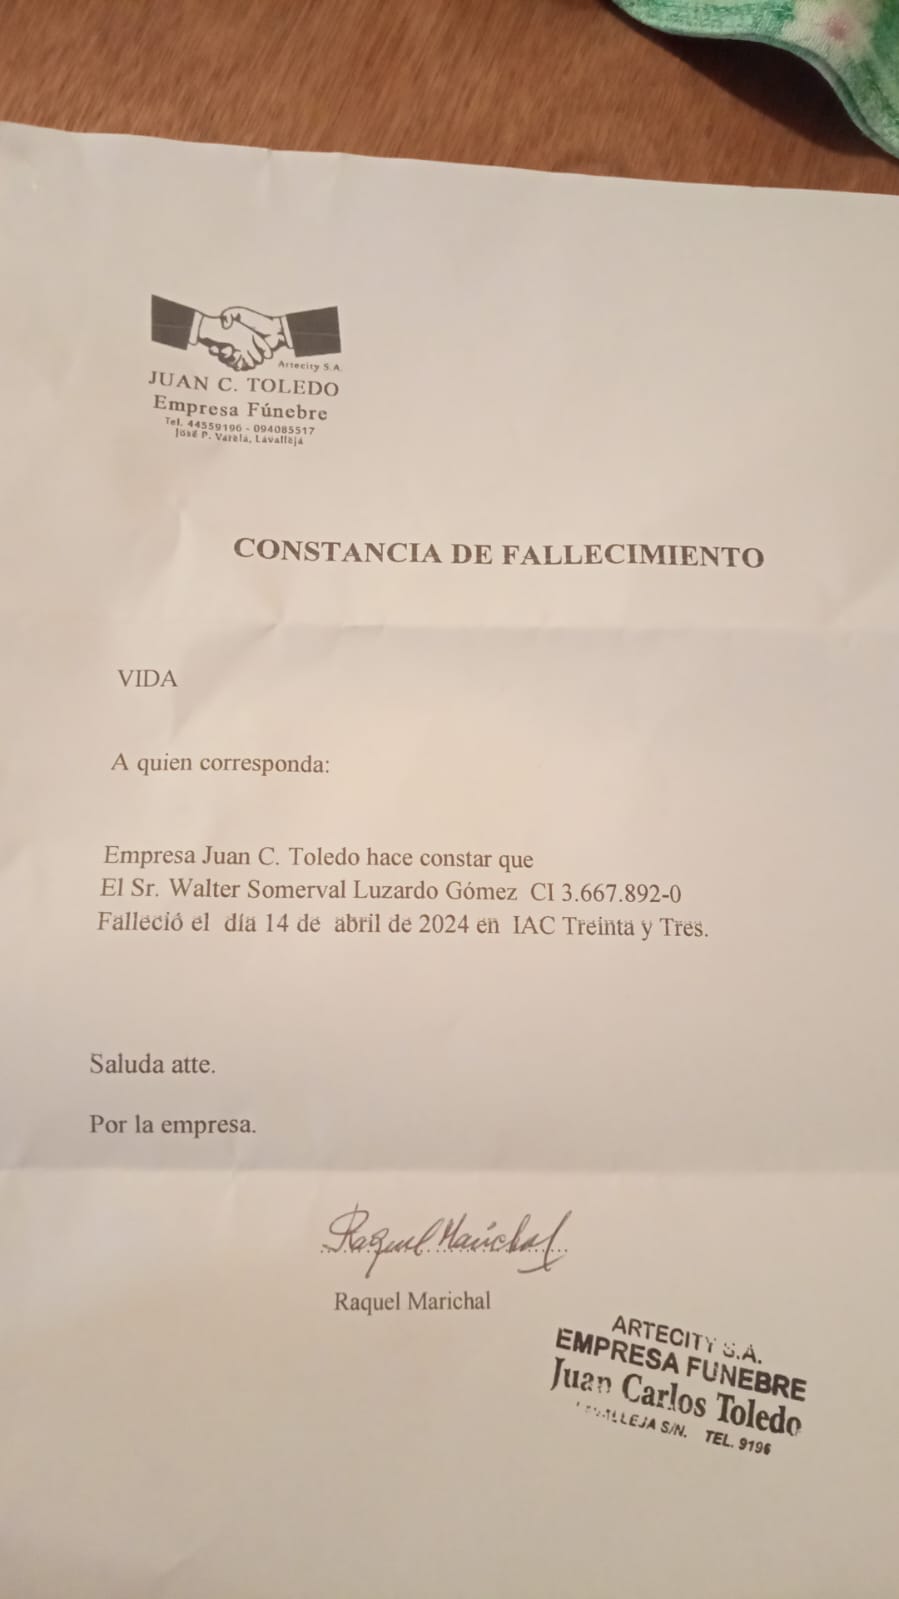 Artecity S.A.
JUAN C. TOLEDO
Empresa Fúnebre
Tel. 44559196 - 094085517
José P. Varela, Lavalleja
CONSTANCIA DE FALLECIMIENTO
VIDA
A quien corresponda:
Empresa Juan C. Toledo hace constar que
El Sr. Walter Somerval Luzardo Gómez CI 3.667.892-0
Falleció el día 14 de abril de 2024 en IAC Treinta y Tres.
Saluda atte.
Por la empresa.
Raquel Marichal
Raquel Marichal
ARTECITY S.A.
EMPRESA FUNEBRE
Juan Carlos Toledo
S/N. TEL. 9196